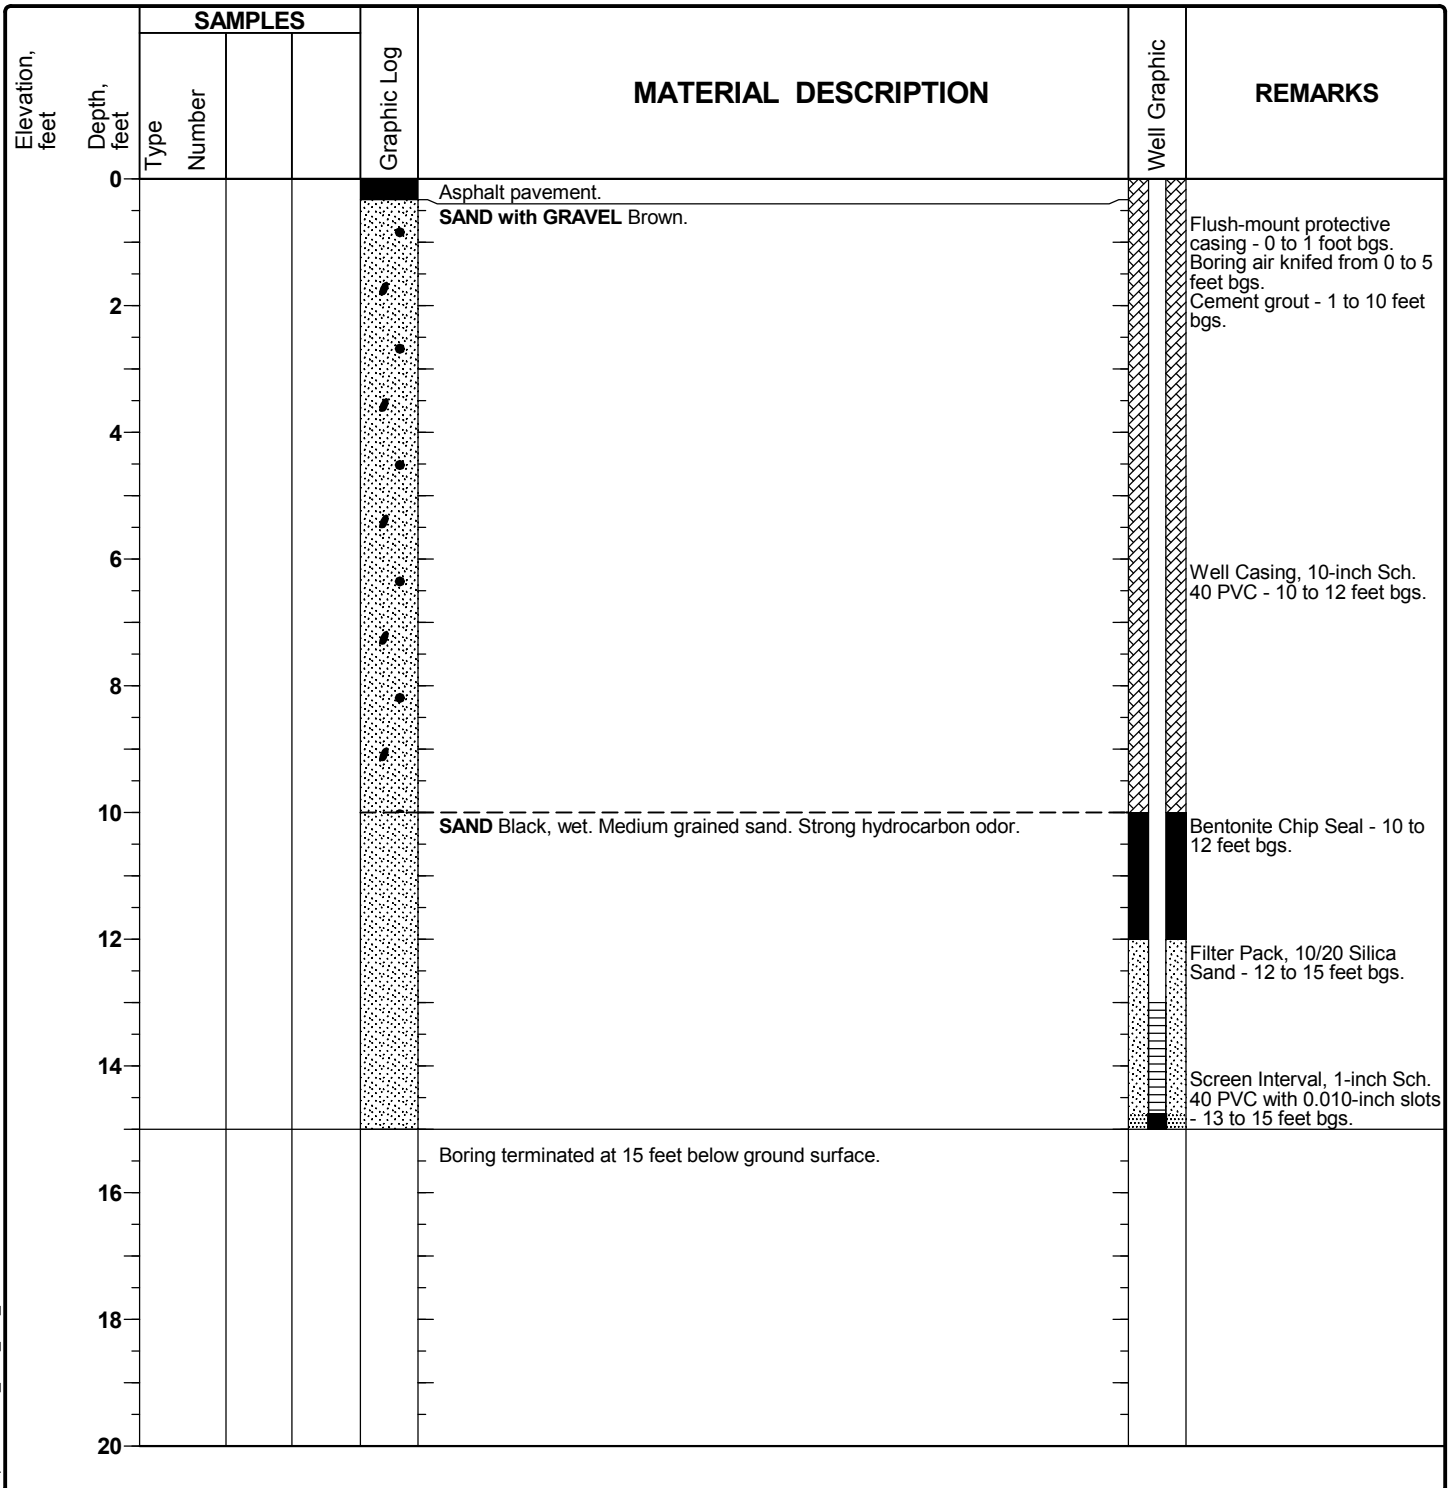 SAMPLES
Elevation,
feet
Depth,
feet
Type
Number
Graphic Log
MATERIAL DESCRIPTION
Well Graphic
REMARKS
0
Asphalt pavement.
SAND with GRAVEL Brown.
Flush-mount protective
casing - 0 to 1 foot bgs.
Boring air knifed from 0 to 5
feet bgs.
Cement grout - 1 to 10 feet
bgs.
2
4
6
Well Casing, 10-inch Sch.
40 PVC - 10 to 12 feet bgs.
8
10
SAND Black, wet. Medium grained sand. Strong hydrocarbon odor.
Bentonite Chip Seal - 10 to
12 feet bgs.
12
Filter Pack, 10/20 Silica
Sand - 12 to 15 feet bgs.
14
Screen Interval, 1-inch Sch.
40 PVC with 0.010-inch slots
- 13 to 15 feet bgs.
Boring terminated at 15 feet below ground surface.
16
18
20